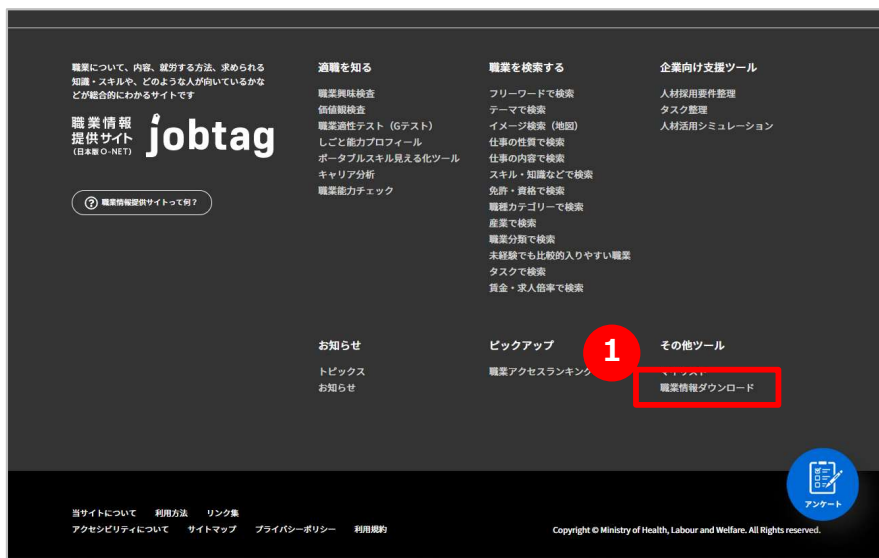 職業について、内容、就労する方法、求められる
知識・スキルや、どのような人が向いているかな
どが総合的にわかるサイトです
職業情報
提供サイト
(日本版O-NET)
jobtag
職業情報提供サイトって何？
適職を知る
職業興味検査
価値観検査
職業適性テスト（Gテスト）
しごと能力プロフィール
ポータブルスキル見える化ツール
キャリア分析
職業能力チェック
職業を検索する
フリーワードで検索
テーマで検索
イメージ検索（地図）
仕事の性質で検索
仕事の内容で検索
スキル・知識などで検索
免許・資格で検索
職種カテゴリーで検索
産業で検索
職業分類で検索
未経験でも比較的入りやすい職業
タスクで検索
賃金・求人倍率で検索
企業向け支援ツール
人材採用要件整理
タスク整理
人材活用シミュレーション
お知らせ
トピックス
お知らせ
ピックアップ
職業アクセスランキング
1
その他ツール
職業情報ダウンロード
アンケート
当サイトについて 利用方法 リンク集
アクセシビリティについて サイトマップ プライバシーポリシー 利用規約
Copyright © Ministry of Health, Labour and Welfare. All Rights reserved.